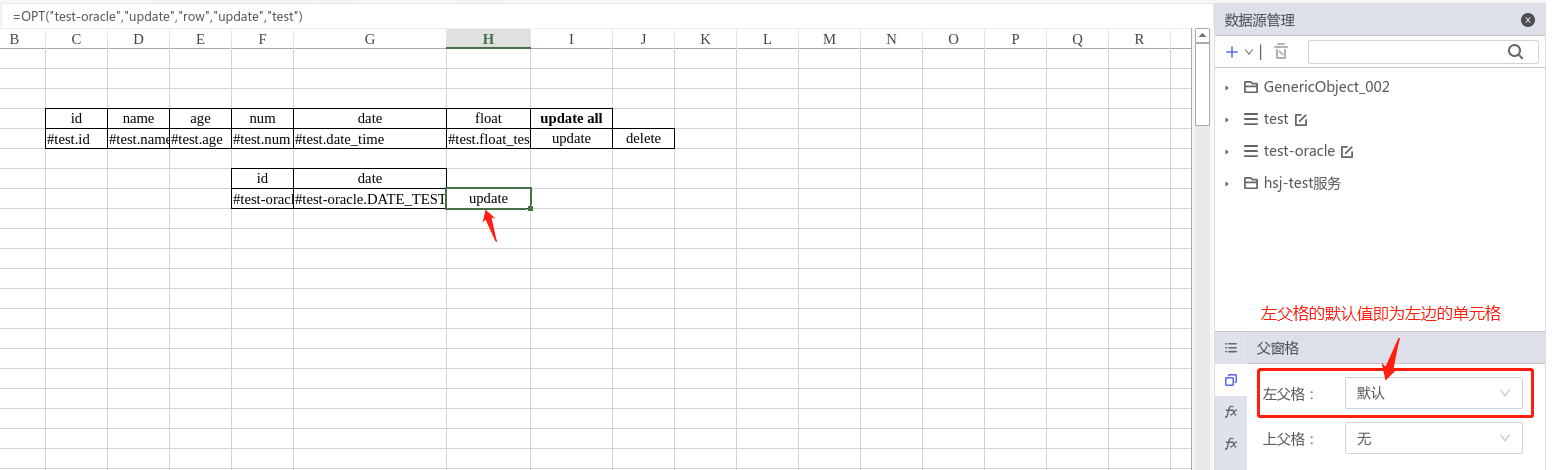 =OPT("test-oracle","update","row","update","test")
B C D E F G H I J K L M N O P Q R
id name age num date float update all
#test.id #test.name #test.age #test.num #test.date_time #test.float_tes update delete
id date
#test-oracl #test-oracle.DATE_TEST update
数据源管理
GenericObject_002
test
test-oracle
hsj-test服务
左父格的默认值即为左边的单元格
父窗格
左父格： 默认
上父格： 无
fx
fx